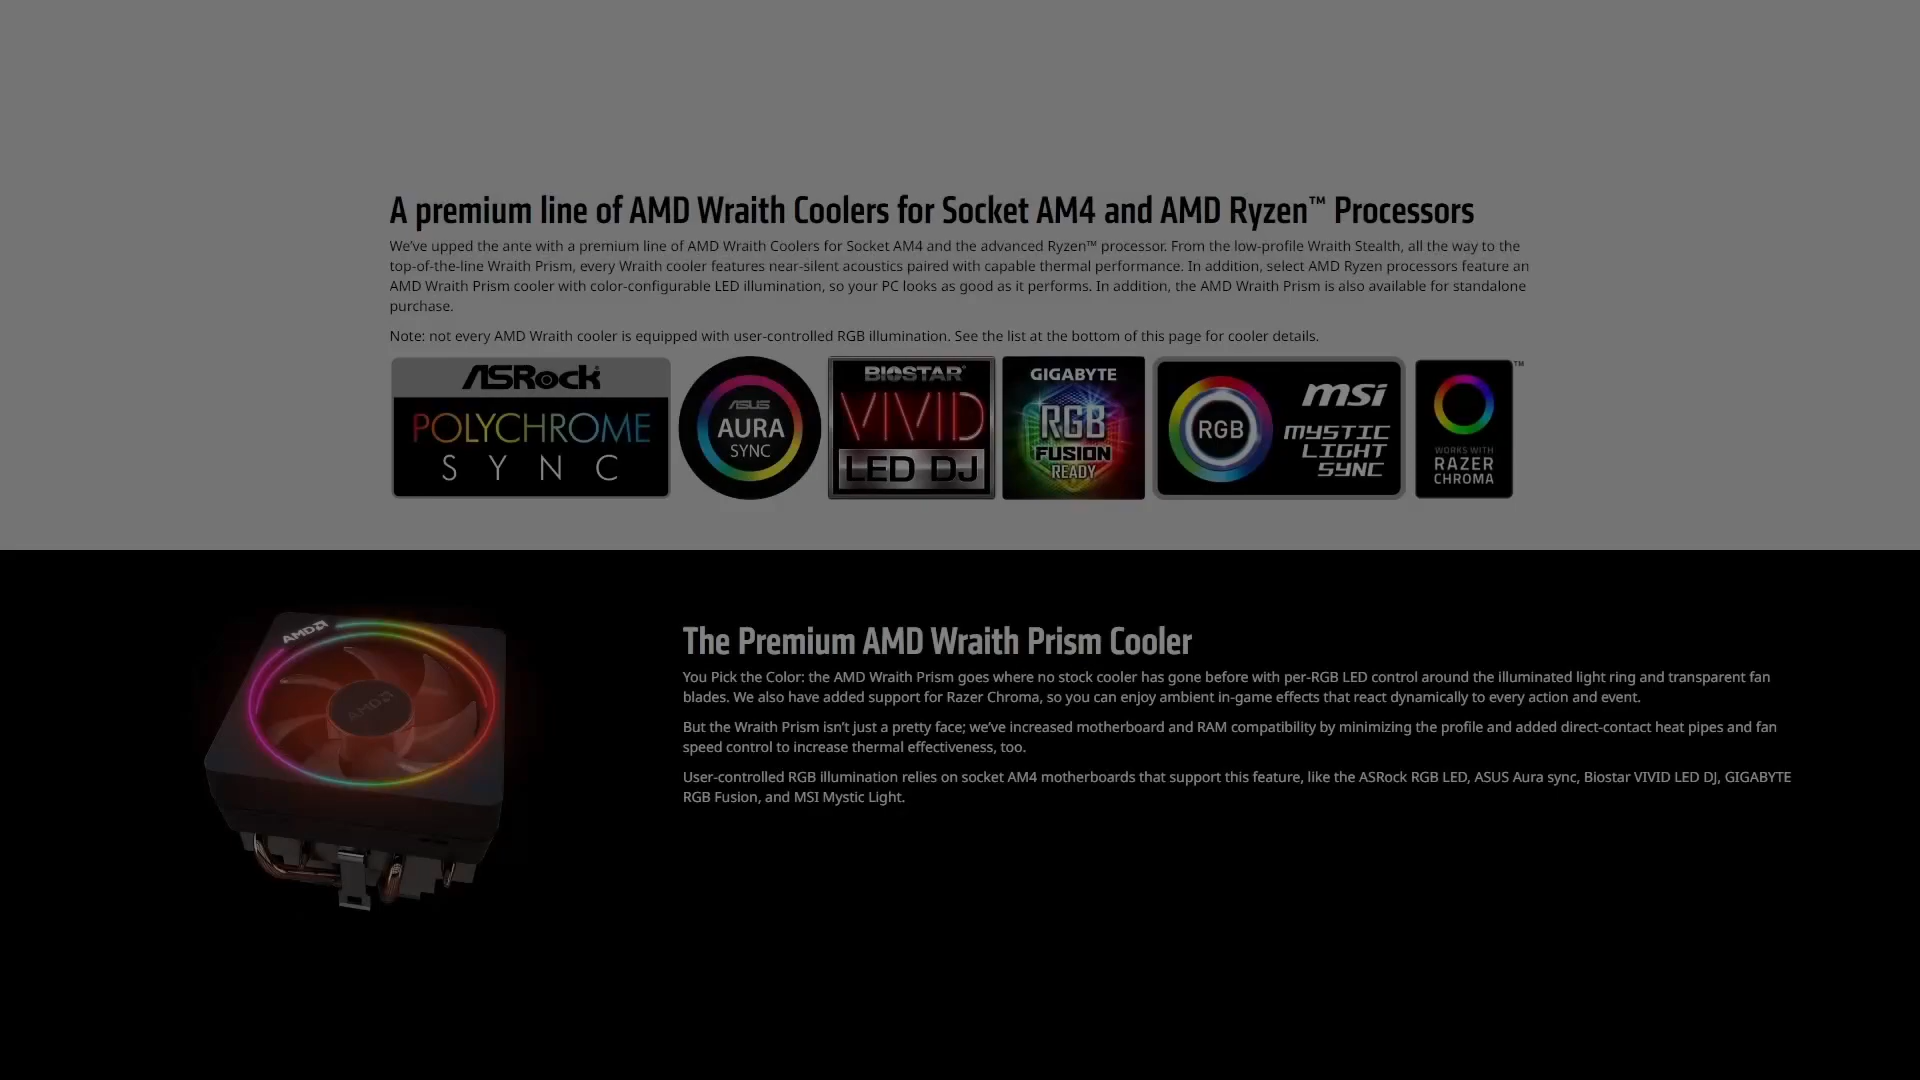 A premium line of AMD Wraith Coolers for Socket AM4 and AMD Ryzen™ Processors
We’ve upped the ante with a premium line of AMD Wraith Coolers for Socket AM4 and the advanced Ryzen™ processor. From the low-profile Wraith Stealth, all the way to the
top-of-the-line Wraith Prism, every Wraith cooler features near-silent acoustics paired with capable thermal performance. In addition, select AMD Ryzen processors feature an
AMD Wraith Prism cooler with color-configurable LED illumination, so your PC looks as good as it performs. In addition, the AMD Wraith Prism is also available for standalone
purchase.
Note: not every AMD Wraith cooler is equipped with user-controlled RGB illumination. See the list at the bottom of this page for cooler details.
ASRock
POLYCHROME
SYNC
ASUS
AURA
SYNC
BIOSTAR®
VIVID
LED DJ
GIGABYTE
RGB
FUSION
READY
RGB
msi
MYSTIC
LIGHT
SYNC
™
WORKS WITH
RAZER
CHROMA
AMD
AMD
The Premium AMD Wraith Prism Cooler
You Pick the Color: the AMD Wraith Prism goes where no stock cooler has gone before with per-RGB LED control around the illuminated light ring and transparent fan
blades. We also have added support for Razer Chroma, so you can enjoy ambient in-game effects that react dynamically to every action and event.
But the Wraith Prism isn’t just a pretty face; we’ve increased motherboard and RAM compatibility by minimizing the profile and added direct-contact heat pipes and fan
speed control to increase thermal effectiveness, too.
User-controlled RGB illumination relies on socket AM4 motherboards that support this feature, like the ASRock RGB LED, ASUS Aura sync, Biostar VIVID LED DJ, GIGABYTE
RGB Fusion, and MSI Mystic Light.